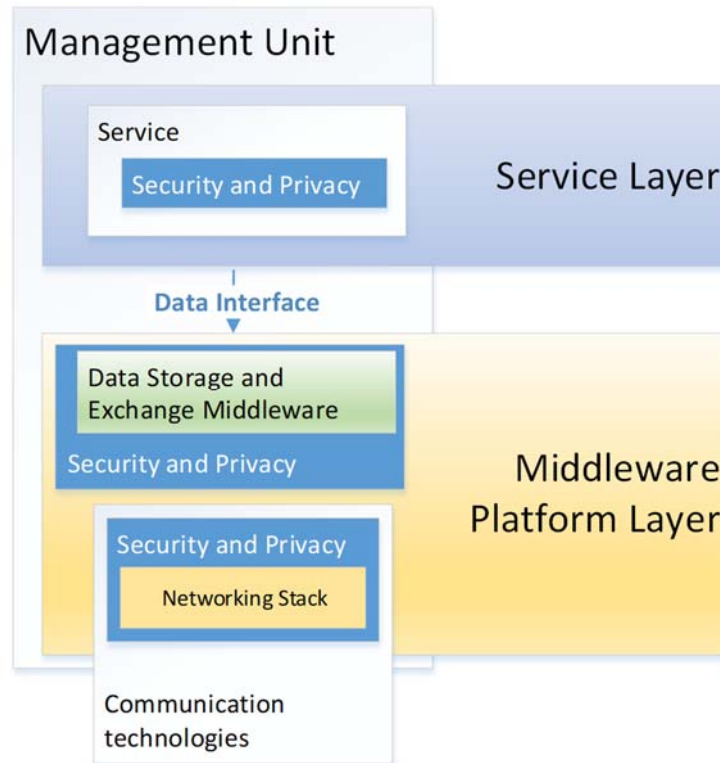 Management Unit
Service
Security and Privacy
Service Layer
Data Interface
Data Storage and
Exchange Middleware
Security and Privacy
Middleware
Platform Layer
Security and Privacy
Networking Stack
Communication
technologies